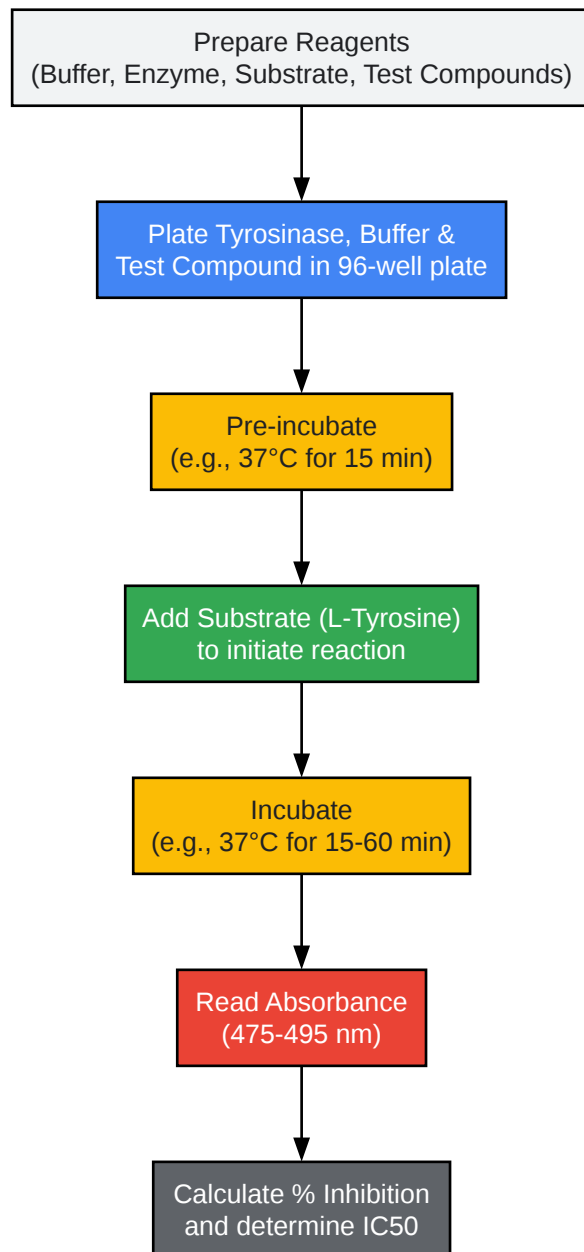 Prepare Reagents
(Buffer, Enzyme, Substrate, Test Compounds)
Plate Tyrosinase, Buffer &
Test Compound in 96-well plate
Pre-incubate
(e.g., 37°C for 15 min)
Add Substrate (L-Tyrosine)
to initiate reaction
Incubate
(e.g., 37°C for 15-60 min)
Read Absorbance
(475-495 nm)
Calculate % Inhibition
and determine IC50